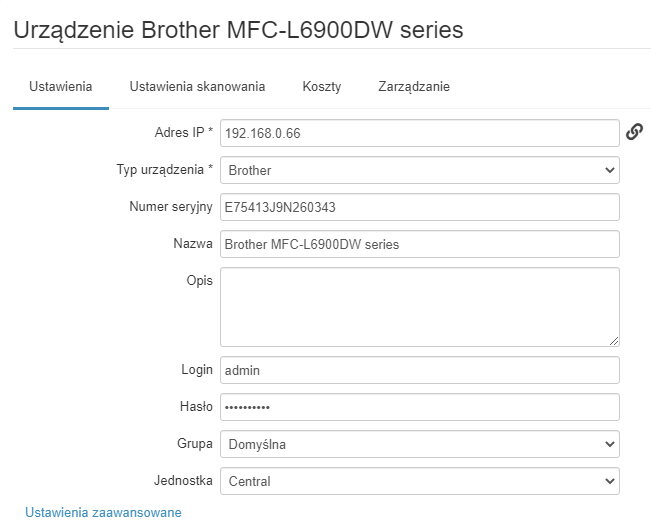 Urządzenie Brother MFC-L6900DW series
Ustawienia Ustawienia skanowania Koszty Zarządzanie
Adres IP * 192.168.0.66
Typ urządzenia * Brother
Numer seryjny E75413J9N260343
Nazwa Brother MFC-L6900DW series
Opis
Login admin
Hasło ••••••••••
Grupa Domyślna
Jednostka Central
Ustawienia zaawansowane